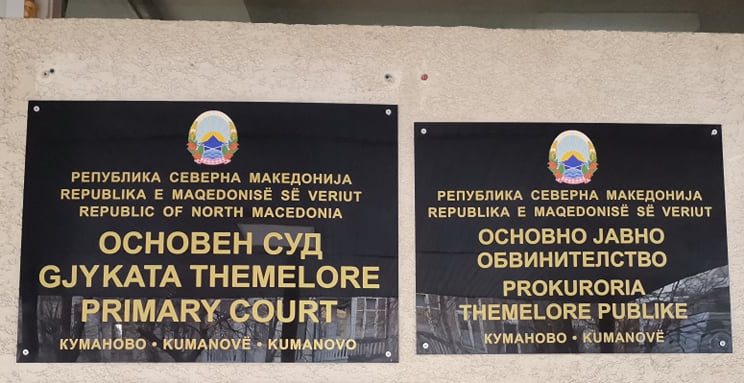 РЕПУБЛИКА СЕВЕРНА МАКЕДОНИЈА
REPUBLIKA E MAQEDONISË SË VERIUT
REPUBLIC OF NORTH MACEDONIA
ОСНОВЕН СУД
GJYKATA THEMELORE
PRIMARY COURT
КУМАНОВО • KUMANOVË • KUMANOVO
РЕПУБЛИКА СЕВЕРНА МАКЕДОНИЈА
REPUBLIKA E MAQEDONISË SË VERIUT
ОСНОВНО ЈАВНО
ОБВИНИТЕЛСТВО
PROKURORIA
THEMELORE PUBLIKE
КУМАНОВО • KUMANOVË